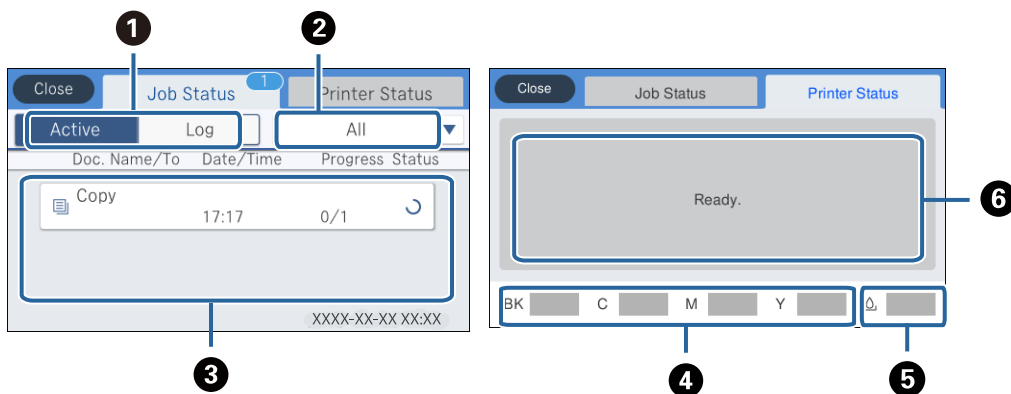 1 2
Close Job Status 1 Printer Status
Active Log All
Doc. Name/To Date/Time Progress Status
Copy
17:17 0/1
XXXX-XX-XX XX:XX
3
Close Job Status Printer Status
Ready.
6
BK C M Y
4 5